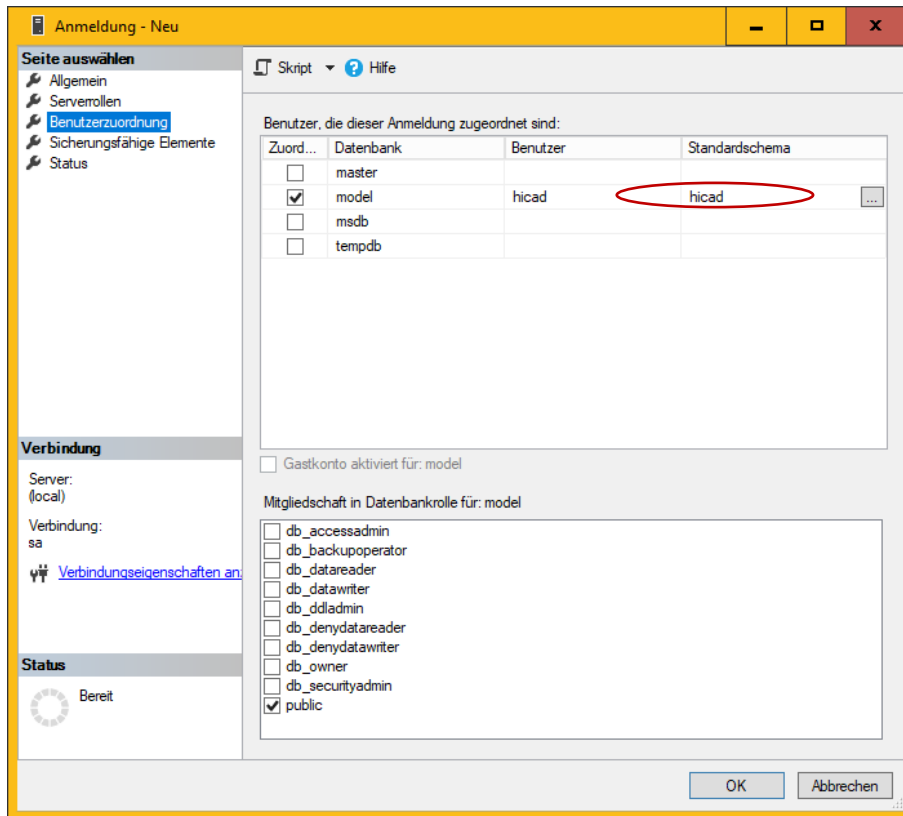 Anmeldung - Neu
Seite auswählen
Allgemein
Serverrollen
Benutzerzuordnung
Sicherungsfähige Elemente
Status
Skript
Hilfe
Benutzer, die dieser Anmeldung zugeordnet sind:
Zuord... Datenbank Benutzer Standardschema
master
model hicad hicad ...
msdb
tempdb
Gastkonto aktiviert für: model
Mitgliedschaft in Datenbankrolle für: model
db_accessadmin
db_backupoperator
db_datareader
db_datawriter
db_ddladmin
db_denydatareader
db_denydatawriter
db_owner
db_securityadmin
public
Verbindung
Server:
(local)
Verbindung:
sa
Verbindungseigenschaften an
Status
Bereit
OK
Abbrechen